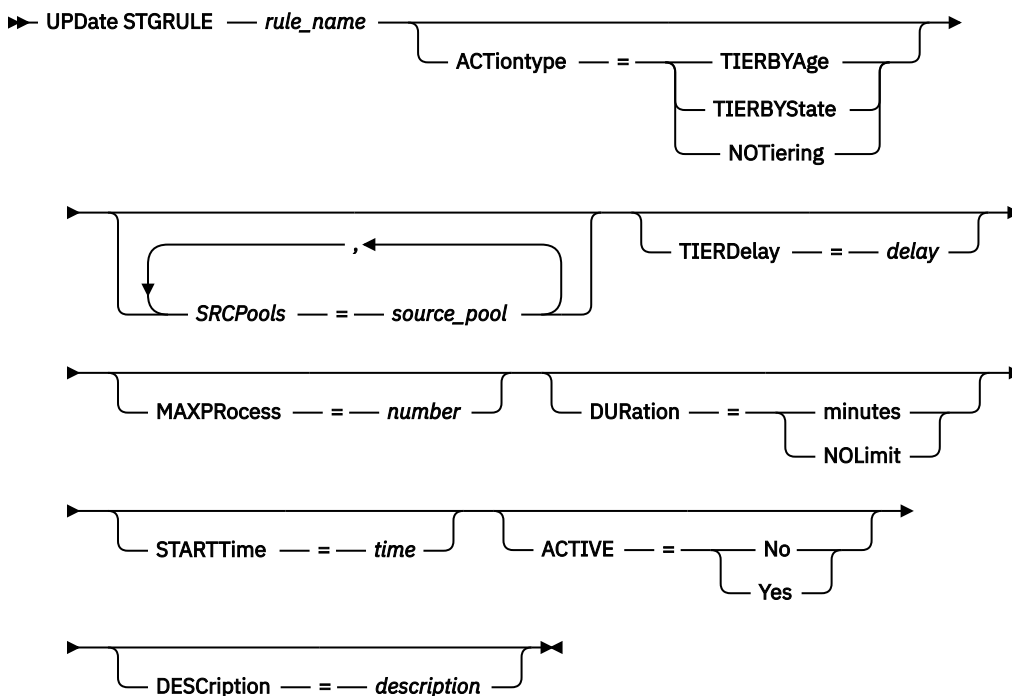 UPDate STGRULE rule_name
ACTiontype = TIERBYAge
TIERBYState
NOTiering
,
SRCPools = source_pool
TIERDelay = delay
MAXPRocess = number
DURation = minutes
NOLimit
STARTTime = time
ACTIVE = No
Yes
DESCription = description